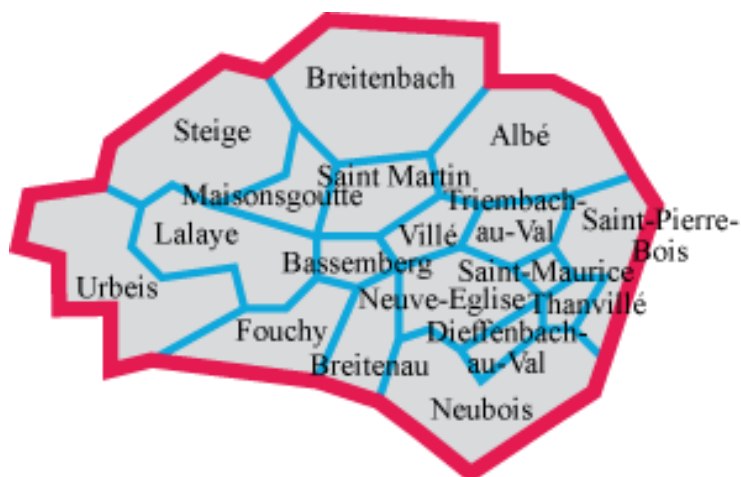 Breitenbach
Steige
Albé
Saint Martin
Maisonsgoutte
Triembach-
au-Val
Saint-Pierre-
Bois
Lalaye
Villé
Bassemberg
Saint-Maurice
Urbeis
Neuve-Eglise
Thanvillé
Fouchy
Dieffenbach-
au-Val
Breitenau
Neubois